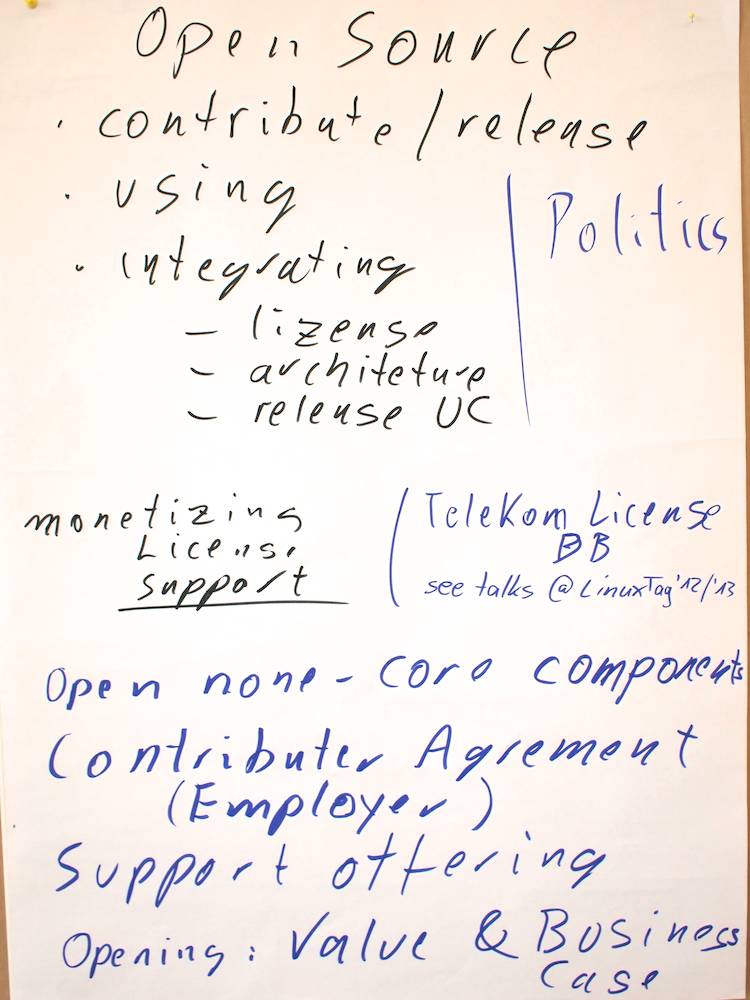 Open Source
· contribute/release
· using
· integrating
– lizense
– architeture
– release UC
| Politics
monetizing
License
support
| Telekom License
DB
see talks @LinuxTag'12/'13
Open none-core components
Contributer Agrement
(Employer)
Support offering
Opening: Value & Business
Case